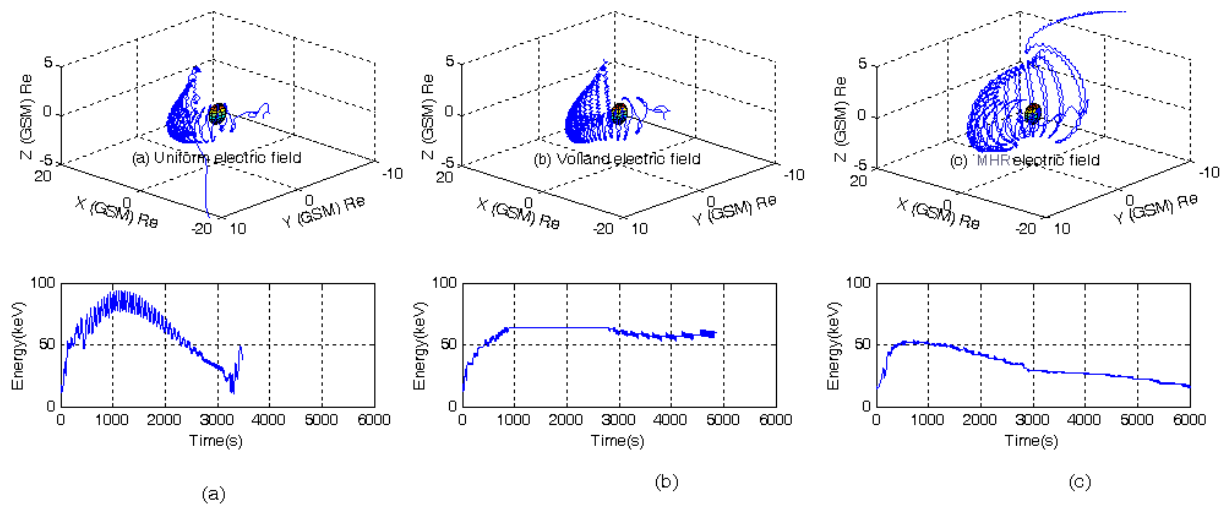 5
0
-5
20
0
-20
10
0
-10
Z (GSM) Re
X (GSM) Re
Y (GSM) Re
(a) Uniform electric field
5
0
-5
20
0
-20
10
0
-10
Z (GSM) Re
X (GSM) Re
Y (GSM) Re
(b) Volland electric field
5
0
-5
20
0
-20
10
0
-10
Z (GSM) Re
X (GSM) Re
Y (GSM) Re
(c) MHR electric field
100
50
0
Energy(keV)
0 1000 2000 3000 4000 5000 6000
Time(s)
100
50
0
Energy(keV)
0 1000 2000 3000 4000 5000 6000
Time(s)
100
50
0
Energy(keV)
0 1000 2000 3000 4000 5000 6000
Time(s)
(a)
(b)
(c)